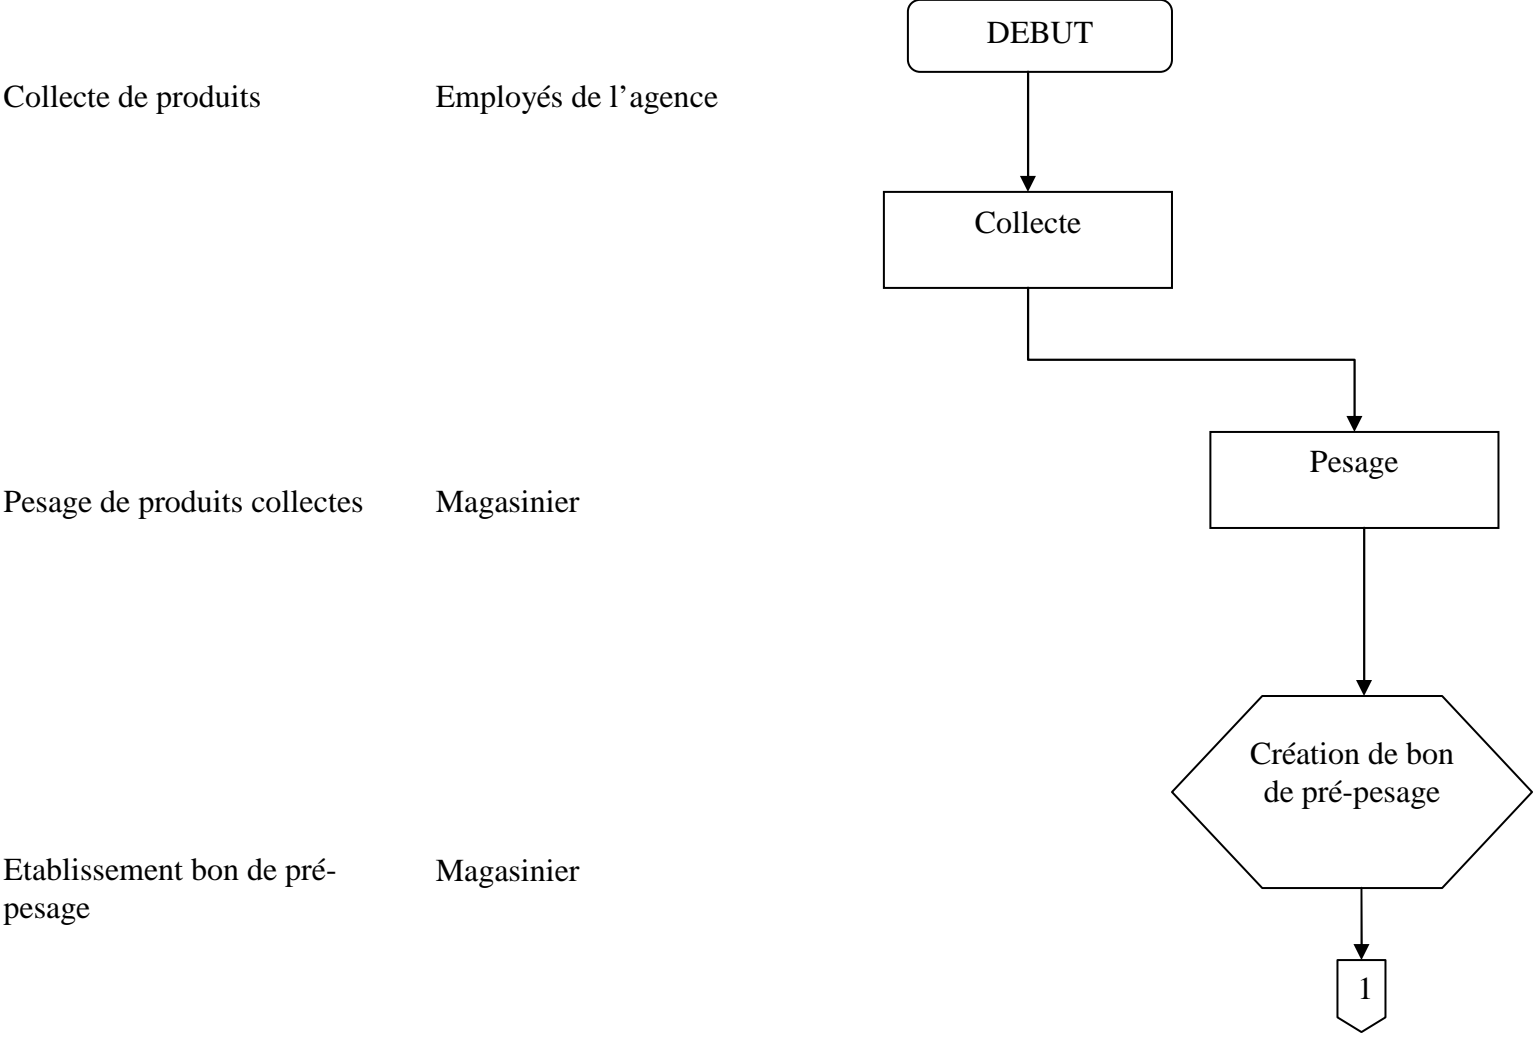 DEBUT
Collecte de produits
Employés de l’agence
Collecte
Pesage
Pesage de produits collectes
Magasinier
Création de bon
de pré-pesage
Etablissement bon de pré-
pesage
Magasinier
1